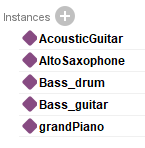 Instances
AcousticGuitar
AltoSaxophone
Bass_drum
Bass_guitar
grandPiano